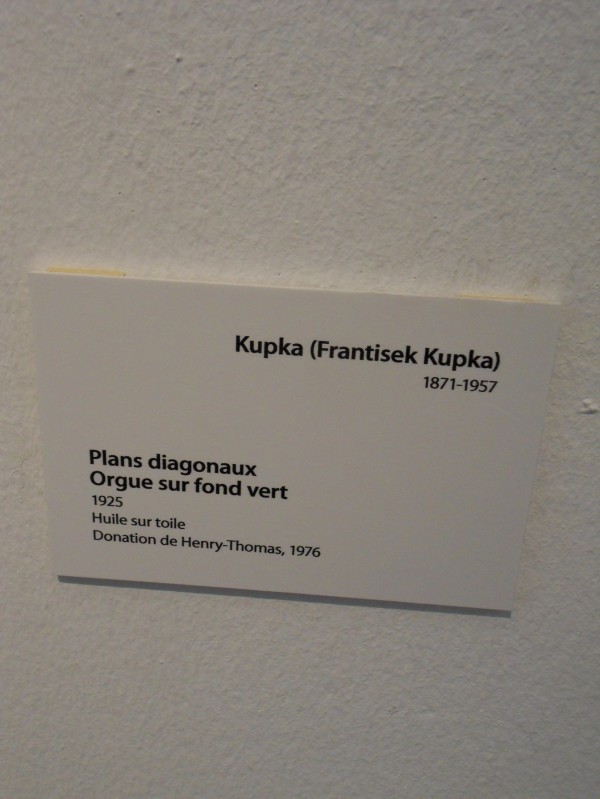 Kupka (Frantisek Kupka)
1871-1957
Plans diagonaux
Orgue sur fond vert
1925
Huile sur toile
Donation de Henry-Thomas, 1976